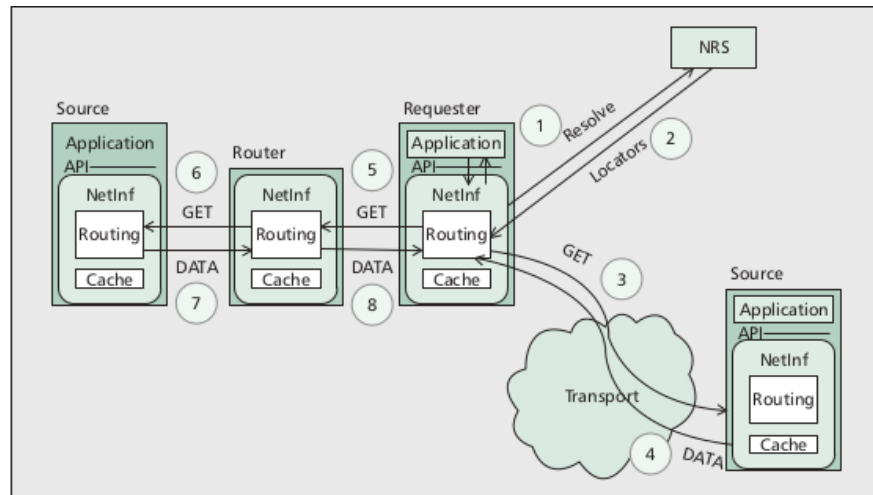 NRS
Source
Application
API
NetInf
Routing
Cache
6
GET
DATA
7
Router
NetInf
Routing
Cache
5
GET
DATA
8
Requester
Application
API
NetInf
Routing
Cache
1
Resolve
2
Locators
GET
3
Transport
4
DATA
Source
Application
API
NetInf
Routing
Cache